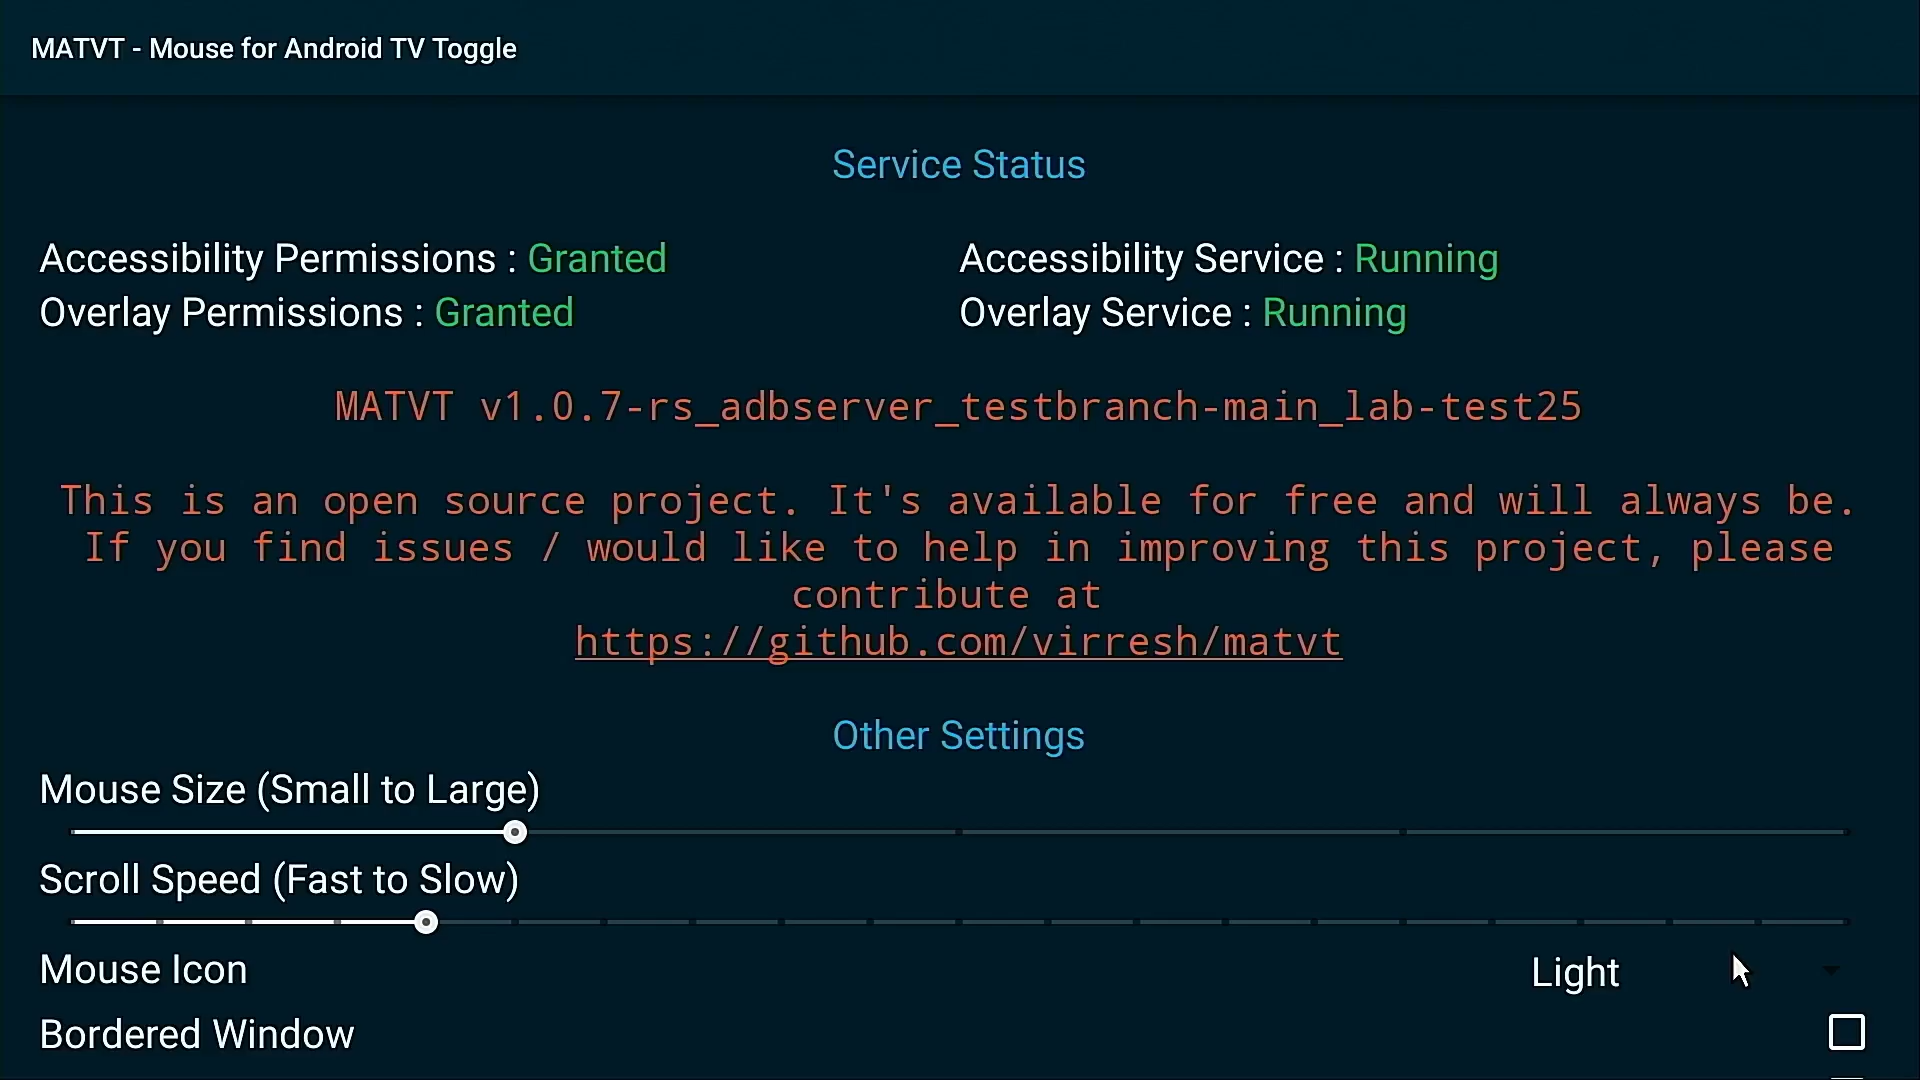 MATVT - Mouse for Android TV Toggle
Service Status
Accessibility Permissions : Granted
Accessibility Service : Running
Overlay Permissions : Granted
Overlay Service : Running
MATVT v1.0.7-rs_adbserver_testbranch-main_lab-test25
This is an open source project. It's available for free and will always be.
If you find issues / would like to help in improving this project, please
contribute at
https://github.com/virresh/matvt
Other Settings
Mouse Size (Small to Large)
Scroll Speed (Fast to Slow)
Mouse Icon
Light
Bordered Window